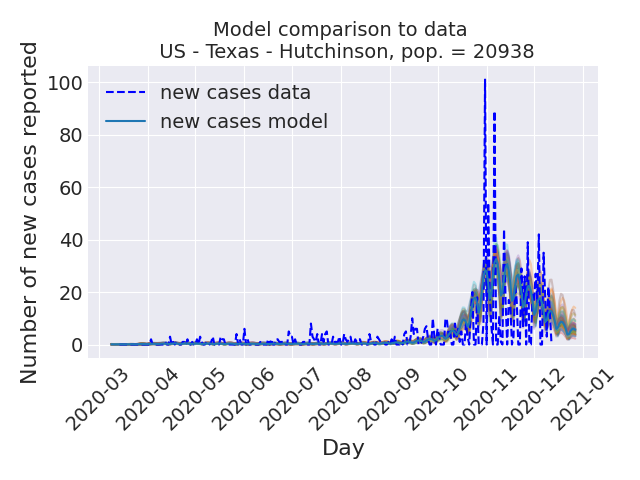 Model comparison to data
US - Texas - Hutchinson, pop. = 20938
Number of new cases reported
100
80
60
40
20
0
new cases data
new cases model
2020-03
2020-04
2020-05
2020-06
2020-07
2020-08
2020-09
2020-10
2020-11
2020-12
2021-01
Day